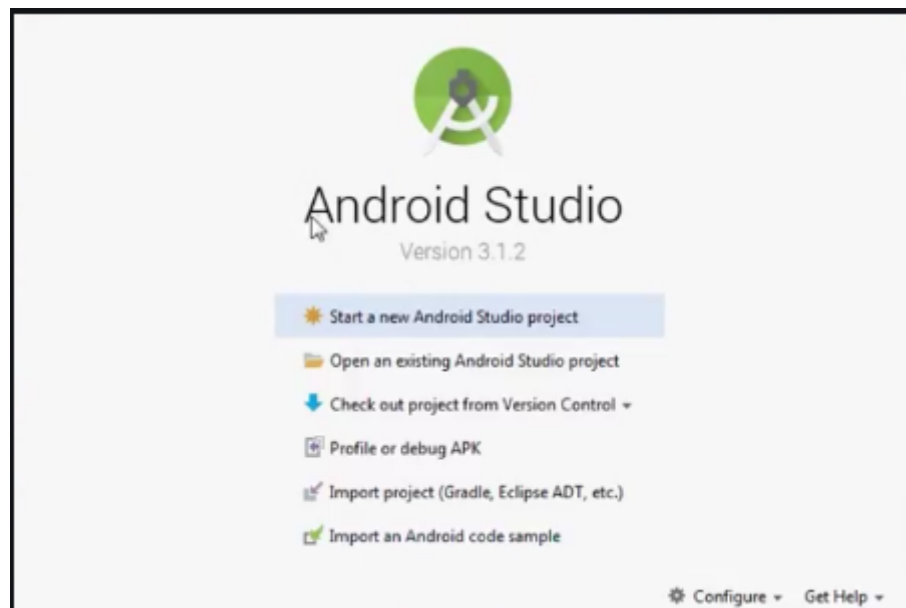 Android Studio
Version 3.1.2
Start a new Android Studio project
Open an existing Android Studio project
Check out project from Version Control
Profile or debug APK
Import project (Gradle, Eclipse ADT, etc.)
Import an Android code sample
Configure Get Help